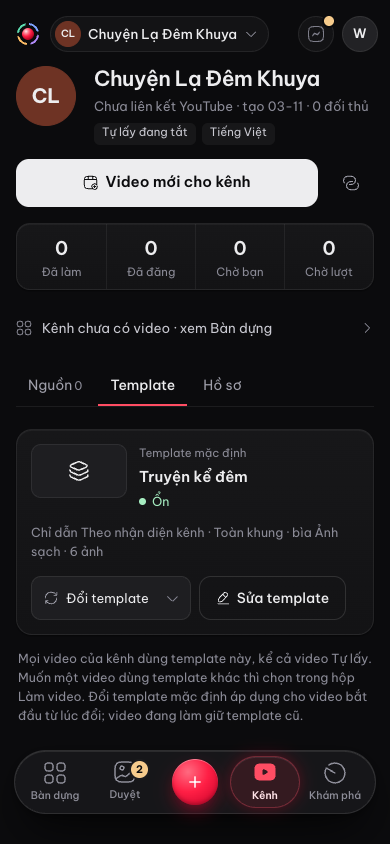 CL Chuyện Lạ Đêm Khuya W
CL
Chuyện Lạ Đêm Khuya
Chưa liên kết YouTube · tạo 03-11 · 0 đối thủ
Tự lấy đang tắt Tiếng Việt
Video mới cho kênh
0 0 0 0
Đã làm Đã đăng Chờ bạn Chờ lượt
Kênh chưa có video · xem Bàn dựng
Nguồn 0 Template Hồ sơ
Template mặc định
Truyện kể đêm
Ổn
Chỉ dẫn Theo nhận diện kênh · Toàn khung · bìa Ảnh
sạch · 6 ảnh
Đổi template Sửa template
Mọi video của kênh dùng template này, kể cả video Tự lấy.
Muốn một video dùng template khác thì chọn trong hộp
Làm video. Đổi template mặc định áp dụng cho video bắt
đầu từ lúc đổi; video đang làm giữ template cũ.
2
Bàn dựng Duyệt Kênh Khám phá